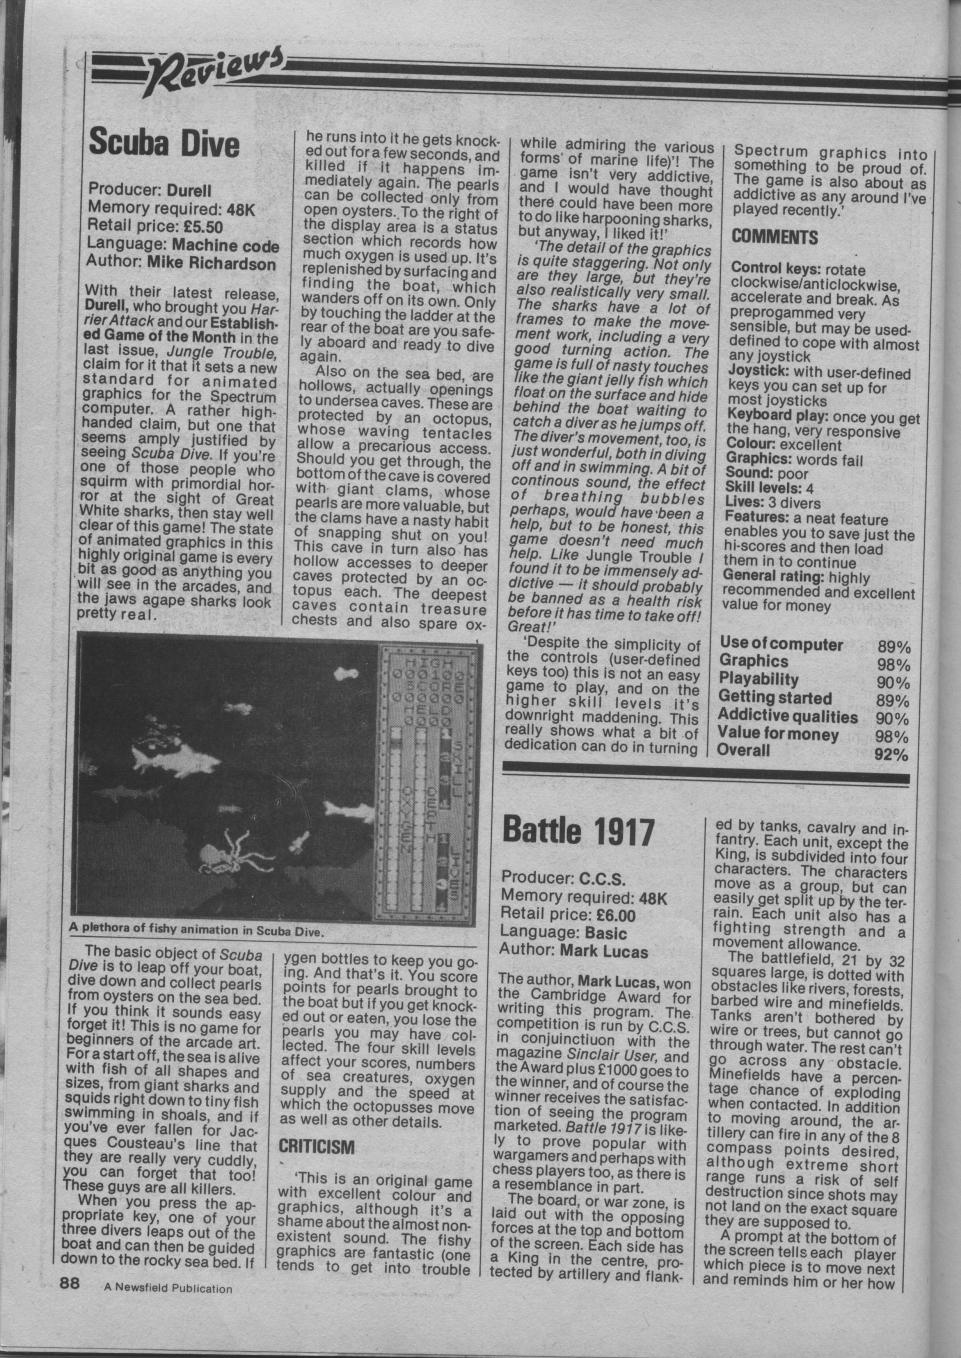 Reviews
Scuba Dive
Producer: Durell
Memory required: 48K
Retail price: £5.50
Language: Machine code
Author: Mike Richardson
With their latest release,
Durell, who brought you Har-
rier Attack and our Establish-
ed Game of the Month in the
last issue, Jungle Trouble,
claim for it that it sets a new
standard for animated
graphics for the Spectrum
computer. A rather high-
handed claim, but one that
seems amply justified by
seeing Scuba Dive. If you're
one of those people who
squirm with primordial hor-
ror at the sight of Great
White sharks, then stay well
clear of this game! The state
of animated graphics in this
highly original game is every
bit as good as anything you
will see in the arcades, and
the jaws agape sharks look
pretty real.
he runs into it he gets knock-
ed out for a few seconds, and
killed if it happens im-
mediately again. The pearls
can be collected only from
open oysters. To the right of
the display area is a status
section which records how
much oxygen is used up. It's
replenished by surfacing and
finding the boat, which
wanders off on its own. Only
by touching the ladder at the
rear of the boat are you safe-
ly aboard and ready to dive
again.
Also on the sea bed, are
hollows, actually openings
to undersea caves. These are
protected by an octopus,
whose waving tentacles
allow a precarious access.
Should you get through, the
bottom of the cave is covered
with giant clams, whose
pearls are more valuable, but
the clams have a nasty habit
of snapping shut on you!
This cave in turn also has
hollow accesses to deeper
caves protected by an oc-
topus each. The deepest
caves contain treasure
chests and also spare ox-
HIGH
000100
SCORE
000000
HELD
0000
OXYGEN
DEPTH
1
2
3
4
SKILL
1
2
3
4
LIVES
A plethora of fishy animation in Scuba Dive.
The basic object of Scuba
Dive is to leap off your boat,
dive down and collect pearls
from oysters on the sea bed.
If you think it sounds easy
forget it! This is no game for
beginners of the arcade art.
For a start off, the sea is alive
with fish of all shapes and
sizes, from giant sharks and
squids right down to tiny fish
swimming in shoals, and if
you've ever fallen for Jac-
ques Cousteau's line that
they are really very cuddly,
you can forget that too!
These guys are all killers.
When you press the ap-
propriate key, one of your
three divers leaps out of the
boat and can then be guided
down to the rocky sea bed. If
ygen bottles to keep you go-
ing. And that's it. You score
points for pearls brought to
the boat but if you get knock-
ed out or eaten, you lose the
pearls you may have col-
lected. The four skill levels
affect your scores, numbers
of sea creatures, oxygen
supply and the speed at
which the octopusses move
as well as other details.
CRITICISM
'This is an original game
with excellent colour and
graphics, although it's a
shame about the almost non-
existent sound. The fishy
graphics are fantastic (one
tends to get into trouble
while admiring the various
forms of marine life)'! The
game isn't very addictive,
and I would have thought
there could have been more
to do like harpooning sharks,
but anyway, I liked it!'
'The detail of the graphics
is quite staggering. Not only
are they large, but they're
also realistically very small.
The sharks have a lot of
frames to make the move-
ment work, including a very
good turning action. The
game is full of nasty touches
like the giant jelly fish which
float on the surface and hide
behind the boat waiting to
catch a diver as he jumps off.
The diver's movement, too, is
just wonderful, both in diving
off and in swimming. A bit of
continous sound, the effect
of breathing bubbles
perhaps, would have been a
help, but to be honest, this
game doesn't need much
help. Like Jungle Trouble I
found it to be immensely ad-
dictive — it should probably
be banned as a health risk
before it has time to take off!
Great!'
'Despite the simplicity of
the controls (user-defined
keys too) this is not an easy
game to play, and on the
higher skill levels it's
downright maddening. This
really shows what a bit of
dedication can do in turning
Spectrum graphics into
something to be proud of.
The game is also about as
addictive as any around I've
played recently.'
COMMENTS
Control keys: rotate
clockwise/anticlockwise,
accelerate and break. As
preprogammed very
sensible, but may be used-
defined to cope with almost
any joystick
Joystick: with user-defined
keys you can set up for
most joysticks
Keyboard play: once you get
the hang, very responsive
Colour: excellent
Graphics: words fail
Sound: poor
Skill levels: 4
Lives: 3 divers
Features: a neat feature
enables you to save just the
hi-scores and then load
them in to continue
General rating: highly
recommended and excellent
value for money
Use of computer 89%
Graphics 98%
Playability 90%
Getting started 89%
Addictive qualities 90%
Value for money 98%
Overall 92%
Battle 1917
Producer: C.C.S.
Memory required: 48K
Retail price: £6.00
Language: Basic
Author: Mark Lucas
The author, Mark Lucas, won
the Cambridge Award for
writing this program. The
competition is run by C.C.S.
in conjuinctiuon with the
magazine Sinclair User, and
the Award plus £1000 goes to
the winner, and of course the
winner receives the satisfac-
tion of seeing the program
marketed. Battle 1917 is like-
ly to prove popular with
wargamers and perhaps with
chess players too, as there is
a resemblance in part.
The board, or war zone, is
laid out with the opposing
forces at the top and bottom
of the screen. Each side has
a King in the centre, pro-
tected by artillery and flank-
ed by tanks, cavalry and in-
fantry. Each unit, except the
King, is subdivided into four
characters. The characters
move as a group, but can
easily get split up by the ter-
rain. Each unit also has a
fighting strength and a
movement allowance.
The battlefield, 21 by 32
squares large, is dotted with
obstacles like rivers, forests,
barbed wire and minefields.
Tanks aren't bothered by
wire or trees, but cannot go
through water. The rest can't
go across any obstacle.
Minefields have a percen-
tage chance of exploding
when contacted. In addition
to moving around, the ar-
tillery can fire in any of the 8
compass points desired,
although extreme short
range runs a risk of self
destruction since shots may
not land on the exact square
they are supposed to.
A prompt at the bottom of
the screen tells each player
which piece is to move next
and reminds him or her how
88 A Newsfield Publication